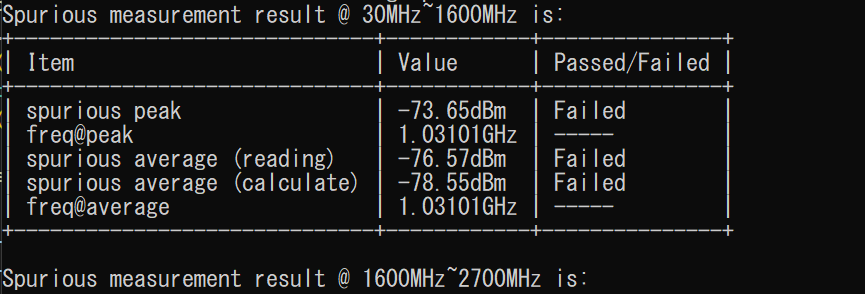 Spurious measurement result @ 30MHz~1600MHz is:
+-------------------------------+------------+---------------+
| Item                          | Value      | Passed/Failed |
+-------------------------------+------------+---------------+
| spurious peak                 | -73.65dBm  | Failed        |
| freq@peak                     | 1.03101GHz | -----         |
| spurious average (reading)    | -76.57dBm  | Failed        |
| spurious average (calculate)  | -78.55dBm  | Failed        |
| freq@average                  | 1.03101GHz | -----         |
+-------------------------------+------------+---------------+
Spurious measurement result @ 1600MHz~2700MHz is: